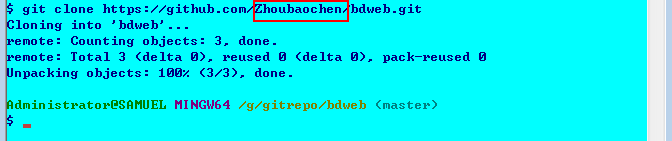 $ git clone https://github.com/Zhoubaochen/bdweb.git
Cloning into 'bdweb'...
remote: Counting objects: 3, done.
remote: Total 3 (delta 0), reused 0 (delta 0), pack-reused 0
Unpacking objects: 100% (3/3), done.
Administrator@SAMUEL MINGW64 /g/gitrepo/bdweb (master)
$